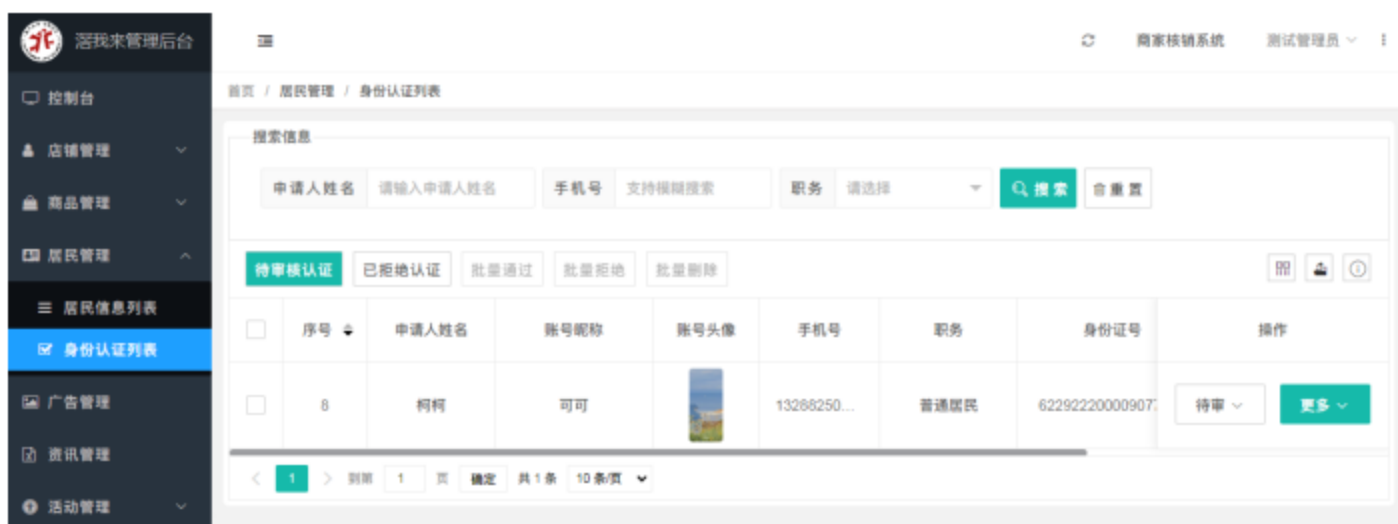 滘我来管理后台
商家核销系统 测试管理员
控制台
首页 / 居民管理 / 身份认证列表
店铺管理
搜索信息
申请人姓名 请输入申请人姓名 手机号 支持模糊搜索 职务 请选择 搜索 重置
商品管理
居民管理
待审核认证 已拒绝认证 批量通过 批量拒绝 批量删除
居民信息列表
序号 申请人姓名 账号昵称 账号头像 手机号 职务 身份证号 操作
身份认证列表
广告管理
8 柯柯 可可 13288250... 普通居民 62292220000907 待审 更多
资讯管理
1 到第 1 页 确定 共 1 条 10 条/页
活动管理